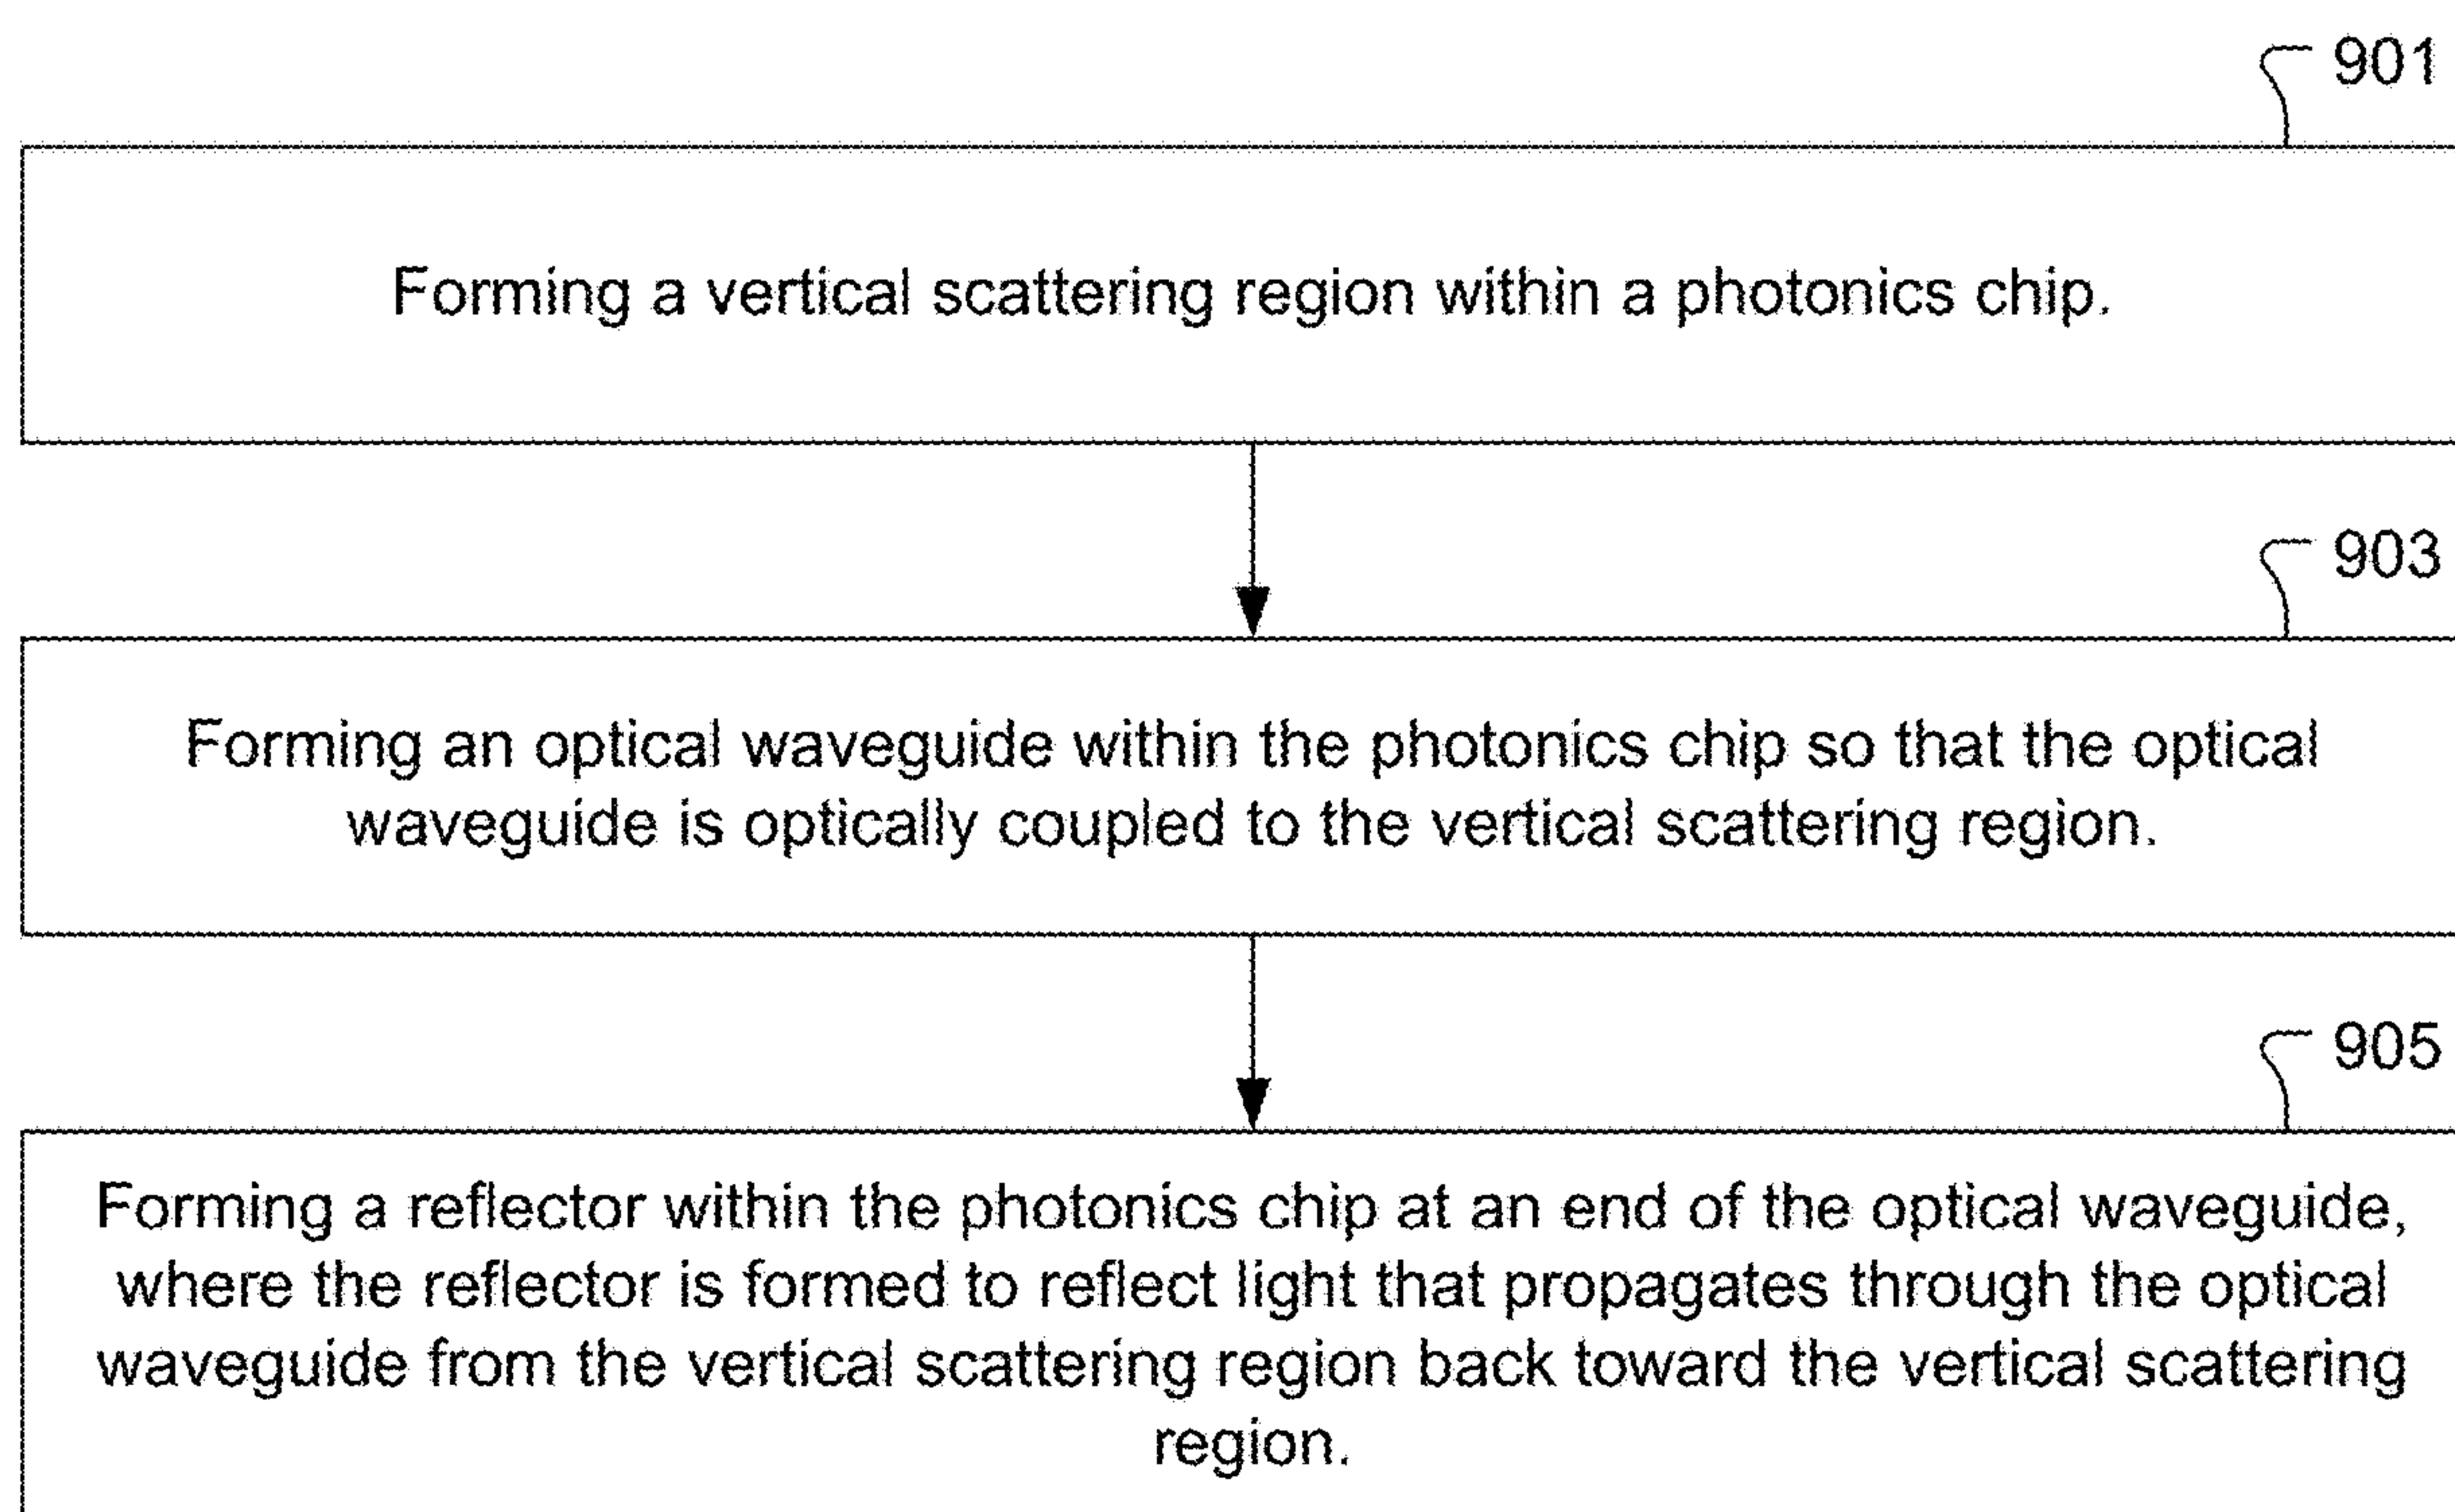 901
Forming a vertical scattering region within a photonics chip.
903
Forming an optical waveguide within the photonics chip so that the optical
waveguide is optically coupled to the vertical scattering region.
905
Forming a reflector within the photonics chip at an end of the optical waveguide,
where the reflector is formed to reflect light that propagates through the optical
waveguide from the vertical scattering region back toward the vertical scattering
region.